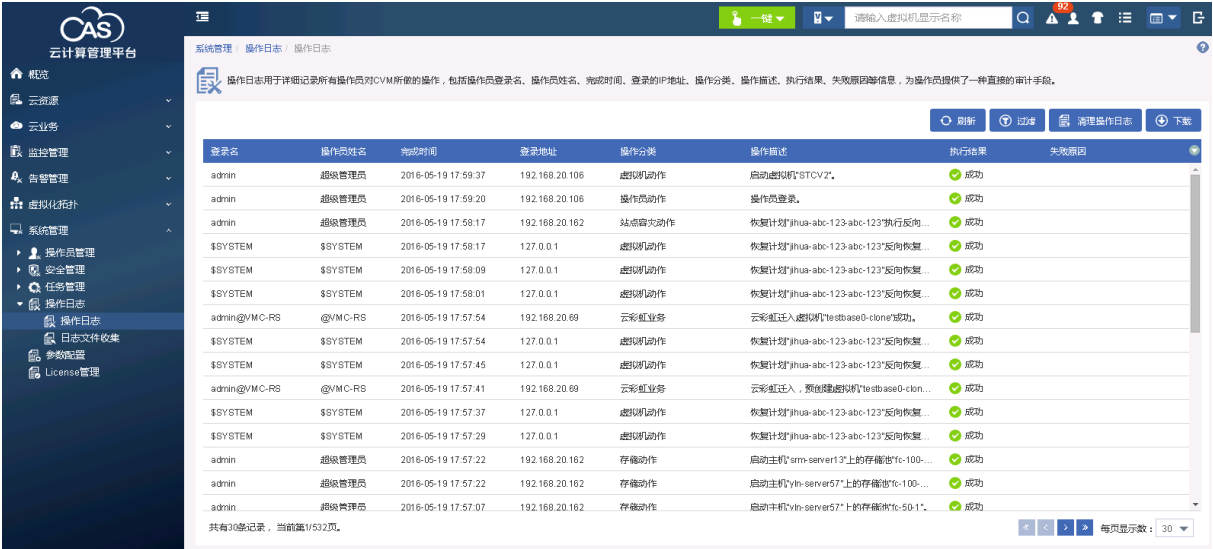 CAS
云计算管理平台
一键
请输入虚拟机显示名称
92
系统管理 / 操作日志 / 操作日志
操作日志用于详细记录所有操作员对CVM所做的操作，包括操作员登录名、操作员姓名、完成时间、登录的IP地址、操作分类、操作描述、执行结果、失败原因等信息，为操作员提供了一种直接的审计手段。
概览
云资源
云业务
监控管理
告警管理
虚拟化拓扑
系统管理
操作员管理
安全管理
任务管理
操作日志
操作日志
日志文件收集
参数配置
License管理
刷新 过滤 清理操作日志 下载
登录名 操作员姓名 完成时间 登录地址 操作分类 操作描述 执行结果 失败原因
admin 超级管理员 2016-05-19 17:59:37 192.168.20.106 虚拟机动作 启动虚拟机"STCV2"。 成功
admin 超级管理员 2016-05-19 17:59:20 192.168.20.106 操作员动作 操作员登录。 成功
admin 超级管理员 2016-05-19 17:58:17 192.168.20.162 站点容灾动作 恢复计划"jihua-abc-123-abc-123"执行反向... 成功
$SYSTEM $SYSTEM 2016-05-19 17:58:17 127.0.0.1 虚拟机动作 恢复计划"jihua-abc-123-abc-123"反向恢复... 成功
$SYSTEM $SYSTEM 2016-05-19 17:58:09 127.0.0.1 虚拟机动作 恢复计划"jihua-abc-123-abc-123"反向恢复... 成功
$SYSTEM $SYSTEM 2016-05-19 17:58:01 127.0.0.1 虚拟机动作 恢复计划"jihua-abc-123-abc-123"反向恢复... 成功
admin@VMC-RS @VMC-RS 2016-05-19 17:57:54 192.168.20.69 云彩虹业务 云彩虹迁入虚拟机"testbase0-clone"成功。 成功
$SYSTEM $SYSTEM 2016-05-19 17:57:54 127.0.0.1 虚拟机动作 恢复计划"jihua-abc-123-abc-123"反向恢复... 成功
$SYSTEM $SYSTEM 2016-05-19 17:57:45 127.0.0.1 虚拟机动作 恢复计划"jihua-abc-123-abc-123"反向恢复... 成功
admin@VMC-RS @VMC-RS 2016-05-19 17:57:41 192.168.20.69 云彩虹业务 云彩虹迁入，预创建虚拟机"testbase0-clon... 成功
$SYSTEM $SYSTEM 2016-05-19 17:57:37 127.0.0.1 虚拟机动作 恢复计划"jihua-abc-123-abc-123"反向恢复... 成功
$SYSTEM $SYSTEM 2016-05-19 17:57:29 127.0.0.1 虚拟机动作 恢复计划"jihua-abc-123-abc-123"反向恢复... 成功
admin 超级管理员 2016-05-19 17:57:22 192.168.20.162 存储动作 启动主机"srm-server13"上的存储池"fc-100-... 成功
admin 超级管理员 2016-05-19 17:57:22 192.168.20.162 存储动作 启动主机"yln-server57"上的存储池"fc-100-... 成功
admin 超级管理员 2016-05-19 17:57:07 192.168.20.162 存储动作 启动主机"yln-server57"上的存储池"fc-50-1"。 成功
共有30条记录，当前第1/532页。
每页显示数： 30